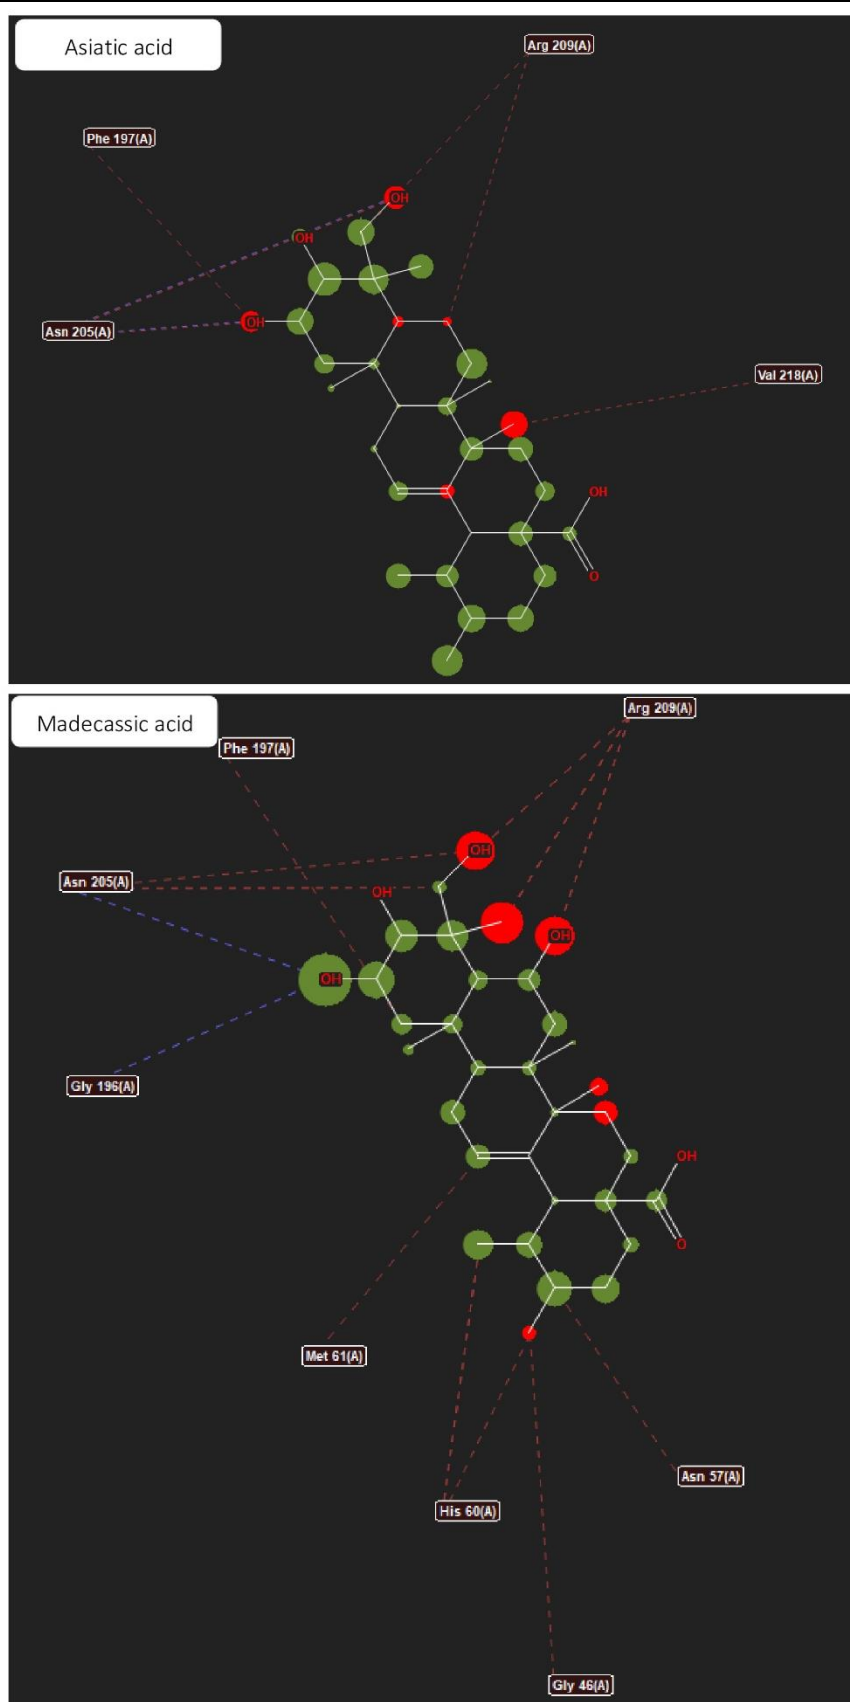 Asiatic acid
Arg 209(A)
Phe 197(A)
OH
OH
OH
Asn 205(A)
Val 218(A)
OH
O
Madecassic acid
Arg 209(A)
Phe 197(A)
OH
Asn 205(A)
OH
OH
OH
Gly 196(A)
OH
O
Met 61(A)
Asn 57(A)
His 60(A)
Gly 46(A)